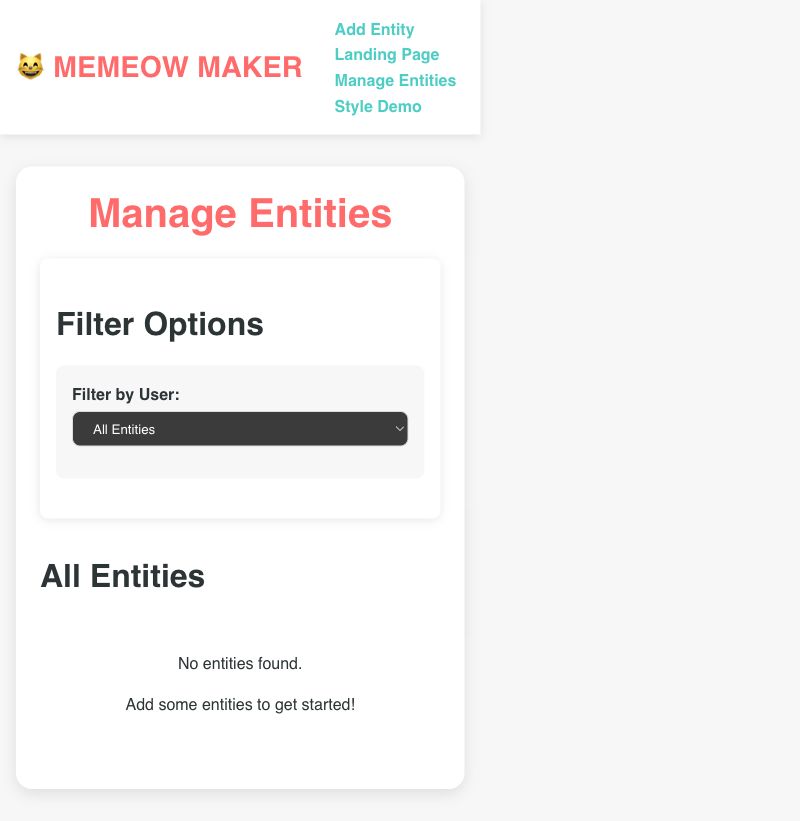 MEMEOW MAKER
Add Entity
Landing Page
Manage Entities
Style Demo
Manage Entities
Filter Options
Filter by User:
All Entities
All Entities
No entities found.
Add some entities to get started!